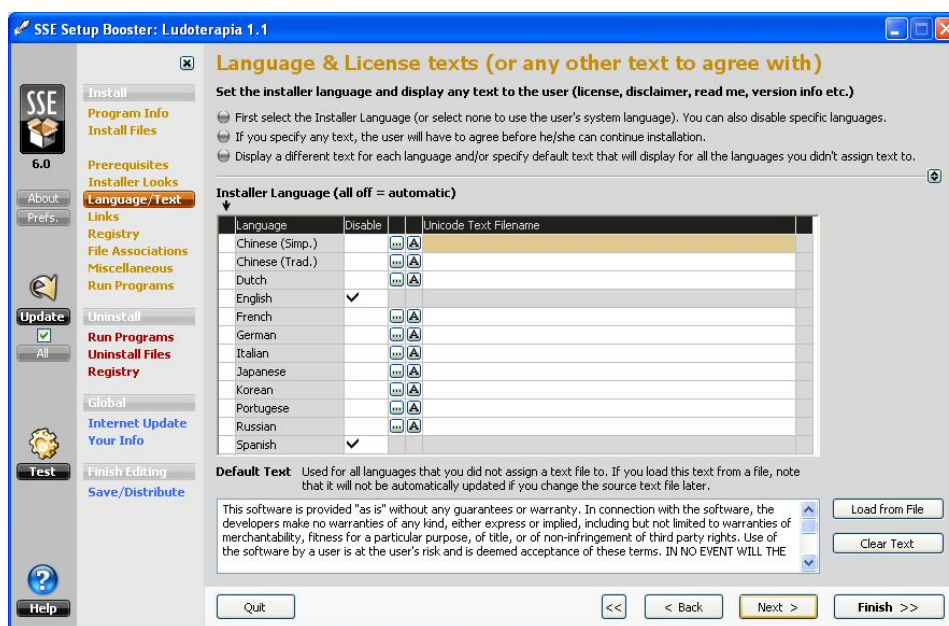 SSE Setup Booster: Ludoterapia 1.1
SSE
6.0
About
Prefs.
Update
All
Test
Help
Install
Program Info
Install Files
Prerequisites
Installer Looks
Language/Text
Links
Registry
File Associations
Miscellaneous
Run Programs
Uninstall
Run Programs
Uninstall Files
Registry
Global
Internet Update
Your Info
Finish Editing
Save/Distribute
Language & License texts (or any other text to agree with)
Set the installer language and display any text to the user (license, disclaimer, read me, version info etc.)
First select the Installer Language (or select none to use the user's system language). You can also disable specific languages.
If you specify any text, the user will have to agree before he/she can continue installation.
Display a different text for each language and/or specify default text that will display for all the languages you didn't assign text to.
Installer Language (all off = automatic)
Language Disable Unicode Text Filename
Chinese (Simp.) ... A
Chinese (Trad.) ... A
Dutch ... A
English
French ... A
German ... A
Italian ... A
Japanese ... A
Korean ... A
Portugese ... A
Russian ... A
Spanish
Default Text Used for all languages that you did not assign a text file to. If you load this text from a file, note
that it will not be automatically updated if you change the source text file later.
This software is provided "as is" without any guarantees or warranty. In connection with the software, the
developers make no warranties of any kind, either express or implied, including but not limited to warranties of
merchantability, fitness for a particular purpose, of title, or of non-infringement of third party rights. Use of
the software by a user is at the user's risk and is deemed acceptance of these terms. IN NO EVENT WILL THE
Load from File
Clear Text
Quit << < Back Next > Finish >>